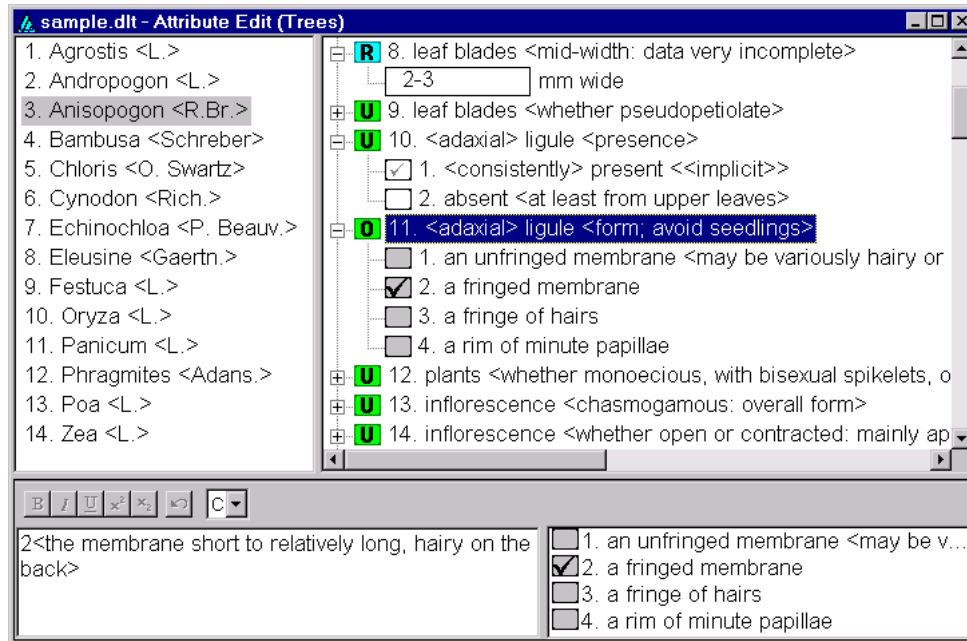 sample.dlt - Attribute Edit (Trees)
1. Agrostis <L.>
2. Andropogon <L.>
3. Anisopogon <R.Br.>
4. Bambusa <Schreber>
5. Chloris <O. Swartz>
6. Cynodon <Rich.>
7. Echinochloa <P. Beauv.>
8. Eleusine <Gaertn.>
9. Festuca <L.>
10. Oryza <L.>
11. Panicum <L.>
12. Phragmites <Adans.>
13. Poa <L.>
14. Zea <L.>
R 8. leaf blades <mid-width: data very incomplete>
2-3 mm wide
U 9. leaf blades <whether pseudopetiolate>
U 10. <adaxial> ligule <presence>
1. <consistently> present <<implicit>>
2. absent <at least from upper leaves>
O 11. <adaxial> ligule <form; avoid seedlings>
1. an unfringed membrane <may be variously hairy or
2. a fringed membrane
3. a fringe of hairs
4. a rim of minute papillae
U 12. plants <whether monoecious, with bisexual spikelets, o
U 13. inflorescence <chasmogamous: overall form>
U 14. inflorescence <whether open or contracted: mainly ap
B I U x² x₂ C
2<the membrane short to relatively long, hairy on the
back>
1. an unfringed membrane <may be v...
2. a fringed membrane
3. a fringe of hairs
4. a rim of minute papillae